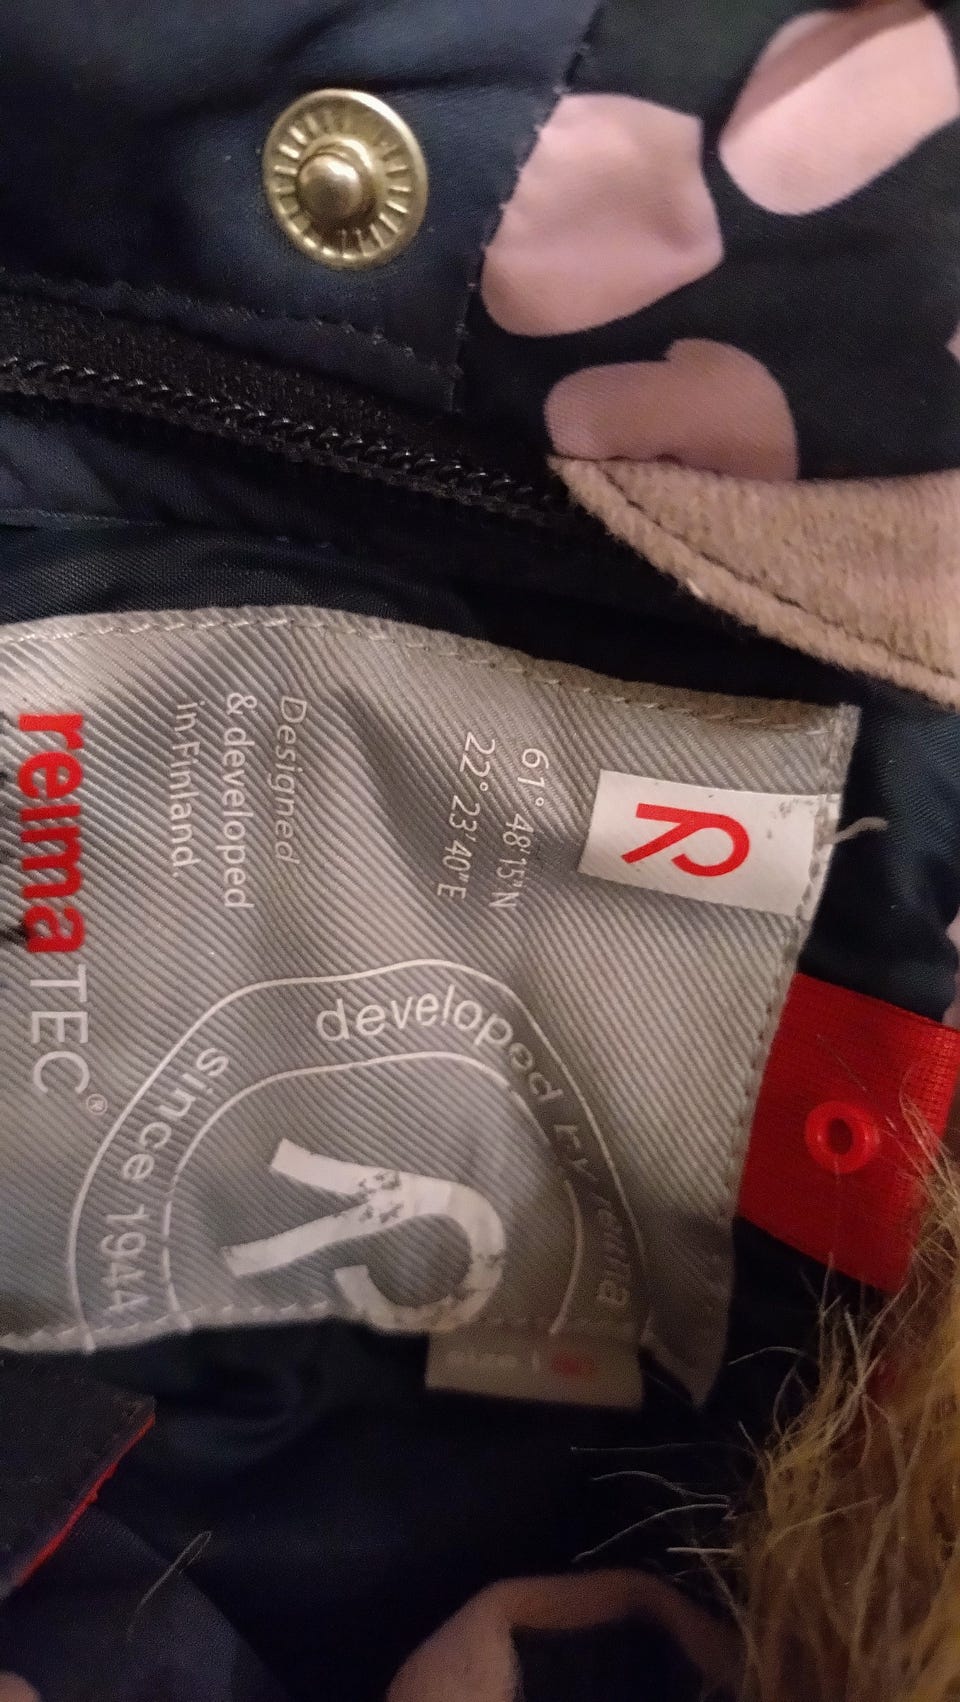 R
61° 48'15"N
22° 23'40"E
Designed
& developed
in Finland.
reimaTEC®
developed by reima
since 1944
R